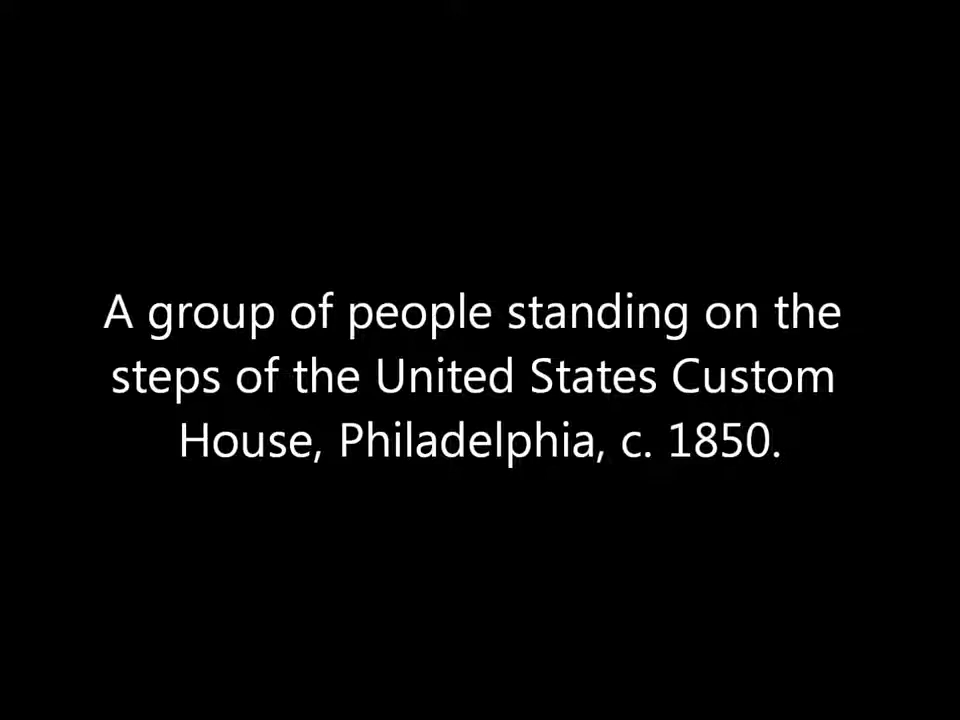 A group of people standing on the
steps of the United States Custom
House, Philadelphia, c. 1850.